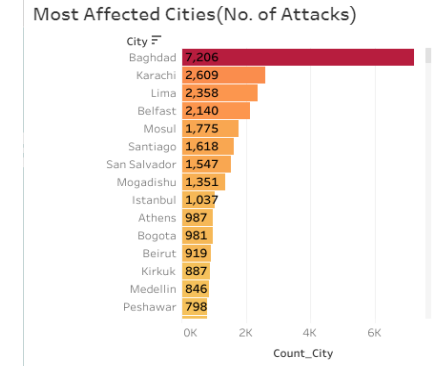 Most Affected Cities(No. of Attacks)
City
Baghdad 7,206
Karachi 2,609
Lima 2,358
Belfast 2,140
Mosul 1,775
Santiago 1,618
San Salvador 1,547
Mogadishu 1,351
Istanbul 1,037
Athens 987
Bogota 981
Beirut 919
Kirkuk 887
Medellin 846
Peshawar 798
0K 2K 4K 6K
Count_City